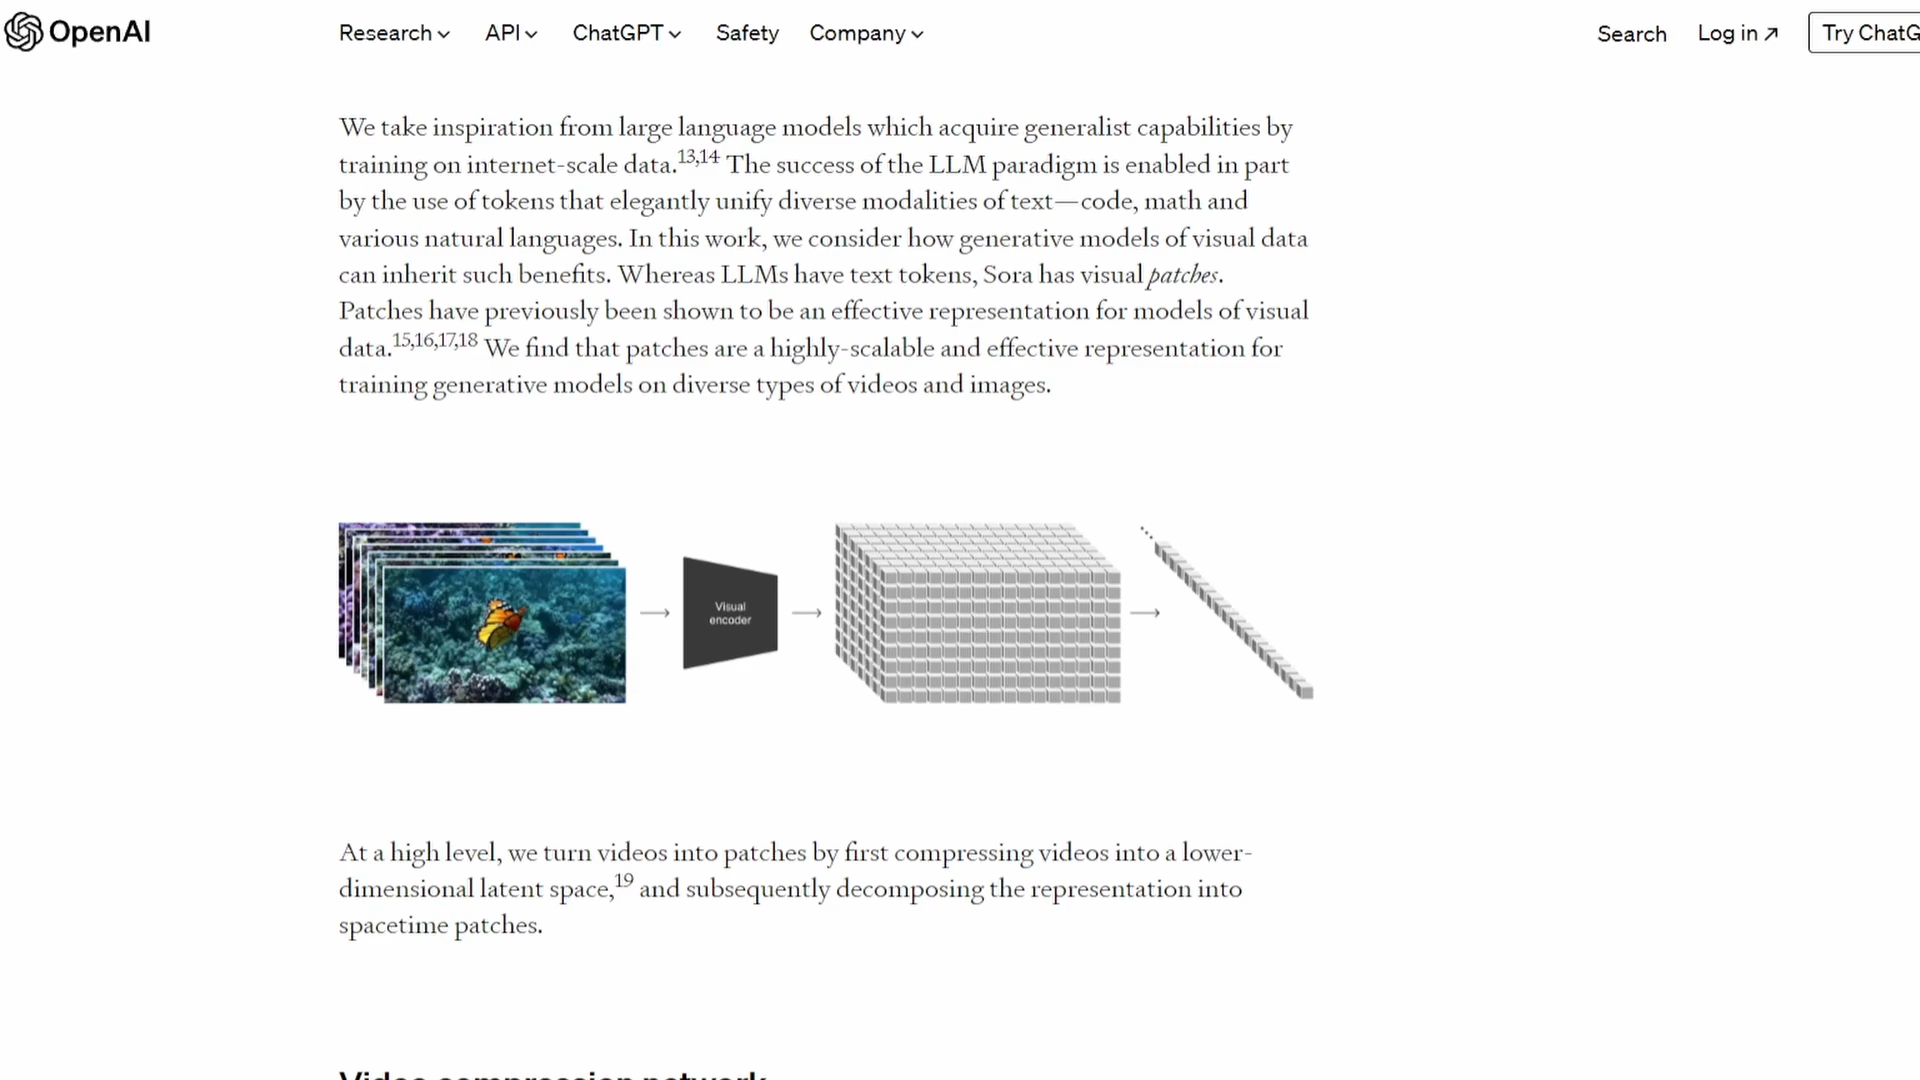 OpenAI
Research API ChatGPT Safety Company
Search Log in Try ChatG
We take inspiration from large language models which acquire generalist capabilities by
training on internet-scale data.13,14 The success of the LLM paradigm is enabled in part
by the use of tokens that elegantly unify diverse modalities of text—code, math and
various natural languages. In this work, we consider how generative models of visual data
can inherit such benefits. Whereas LLMs have text tokens, Sora has visual patches.
Patches have previously been shown to be an effective representation for models of visual
data.15,16,17,18 We find that patches are a highly-scalable and effective representation for
training generative models on diverse types of videos and images.
Visual
encoder
At a high level, we turn videos into patches by first compressing videos into a lower-
dimensional latent space,19 and subsequently decomposing the representation into
spacetime patches.
Video compression network